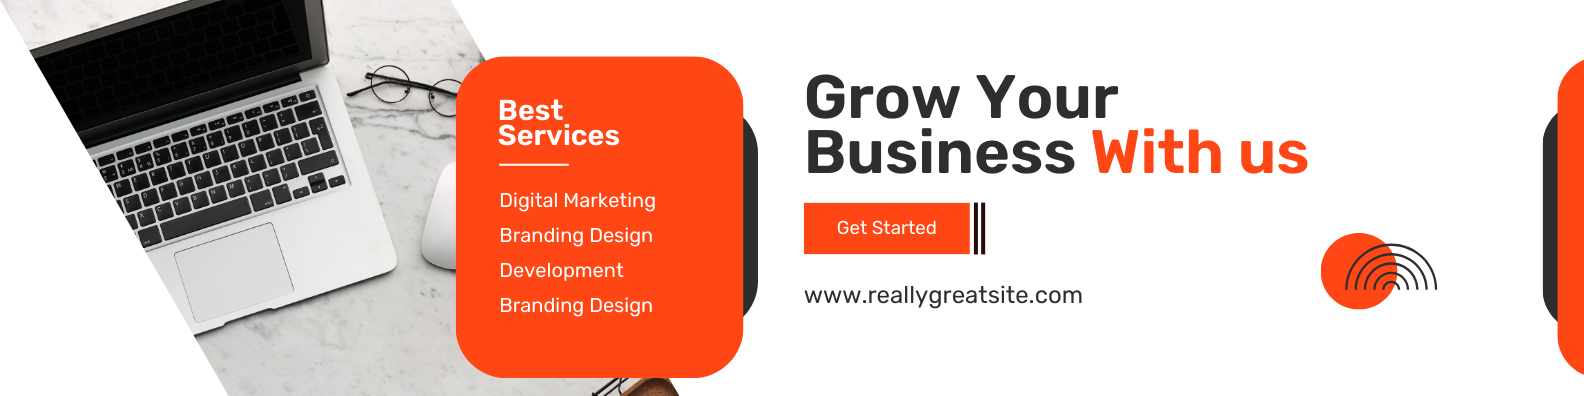 Best
Services
Digital Marketing
Branding Design
Development
Branding Design
Grow Your
Business With us
Get Started
www.reallygreatsite.com